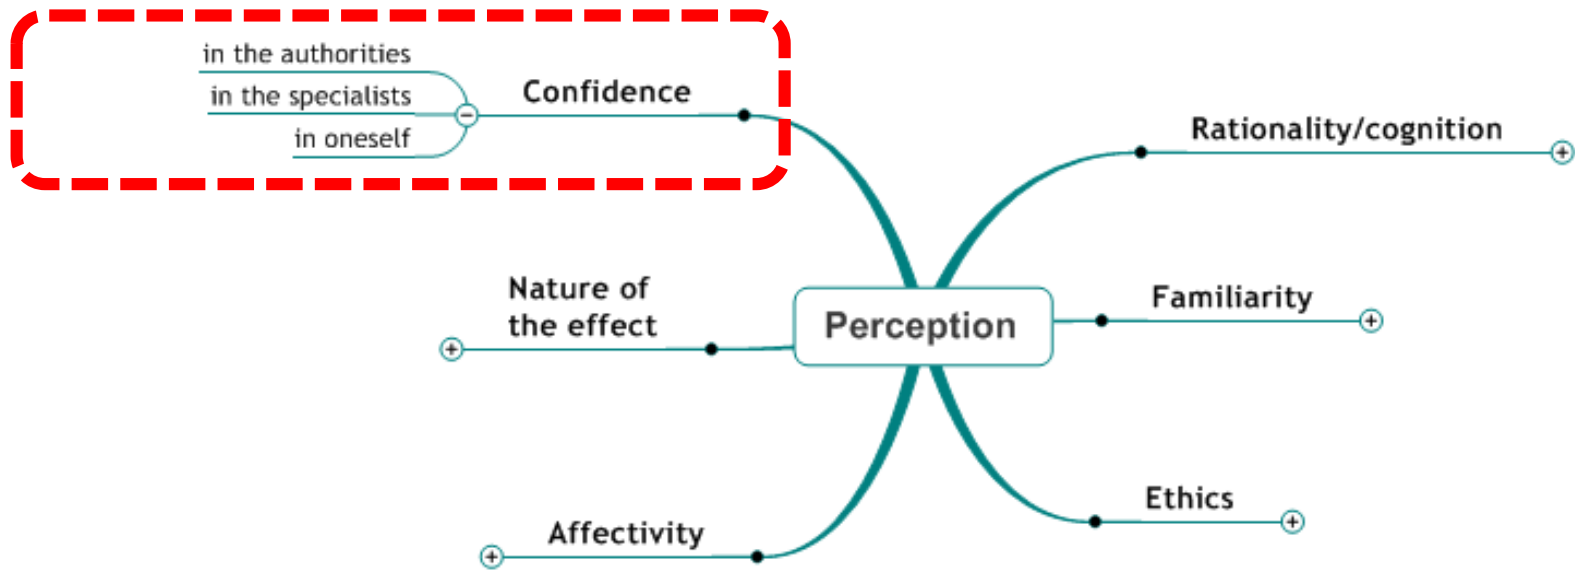 in the authorities
in the specialists
in oneself
Confidence
Rationality/cognition
Nature of
the effect
Perception
Familiarity
Affectivity
Ethics